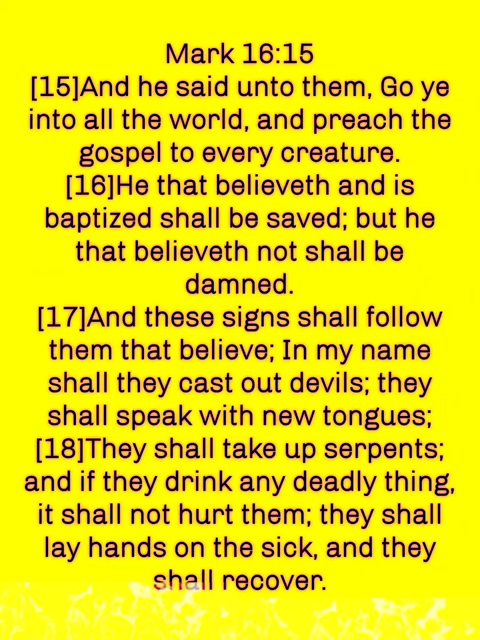 Mark 16:15
[15]And he said unto them, Go ye
into all the world, and preach the
gospel to every creature.
[16]He that believeth and is
baptized shall be saved; but he
that believeth not shall be
damned.
[17]And these signs shall follow
them that believe; In my name
shall they cast out devils; they
shall speak with new tongues;
[18]They shall take up serpents;
and if they drink any deadly thing,
it shall not hurt them; they shall
lay hands on the sick, and they
shall recover.